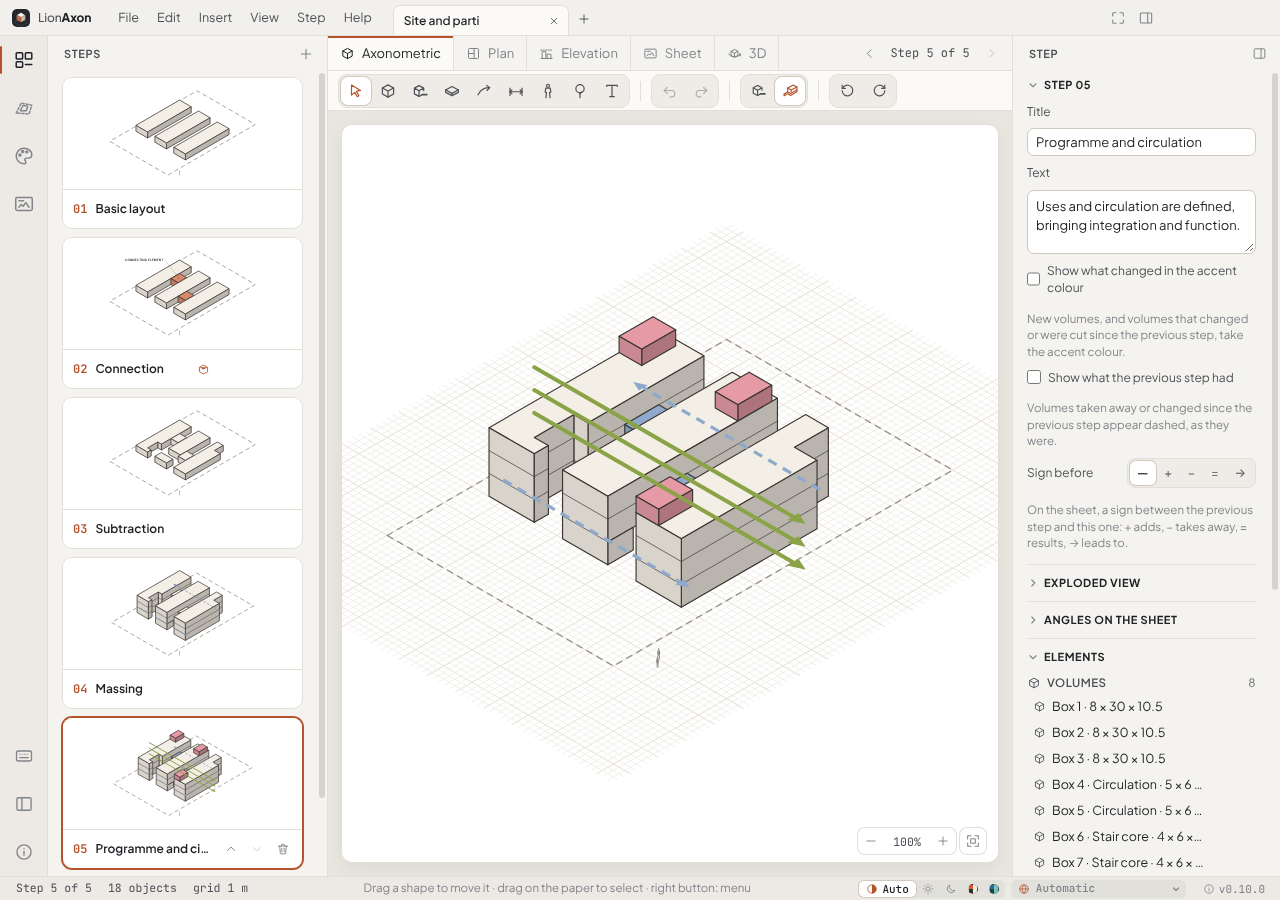 LionAxon File Edit Insert View Step Help Site and parti
STEPS
01 Basic layout
CONNECTING ELEMENT
02 Connection
03 Subtraction
04 Massing
05 Programme and ci...
Axonometric Plan Elevation Sheet 3D Step 5 of 5
100%
STEP
STEP 05
Title
Programme and circulation
Text
Uses and circulation are defined,
bringing integration and function.
Show what changed in the accent
colour
New volumes, and volumes that changed
or were cut since the previous step, take
the accent colour.
Show what the previous step had
Volumes taken away or changed since the
previous step appear dashed, as they
were.
Sign before — + − = →
On the sheet, a sign between the previous
step and this one: + adds, − takes away, =
results, → leads to.
EXPLODED VIEW
ANGLES ON THE SHEET
ELEMENTS
VOLUMES 8
Box 1 · 8 × 30 × 10.5
Box 2 · 8 × 30 × 10.5
Box 3 · 8 × 30 × 10.5
Box 4 · Circulation · 5 × 6 ...
Box 5 · Circulation · 5 × 6 ...
Box 6 · Stair core · 4 × 6 ×...
Box 7 · Stair core · 4 × 6 × ...
Step 5 of 5 18 objects grid 1 m Drag a shape to move it · drag on the paper to select · right button: menu Auto Automatic v0.10.0